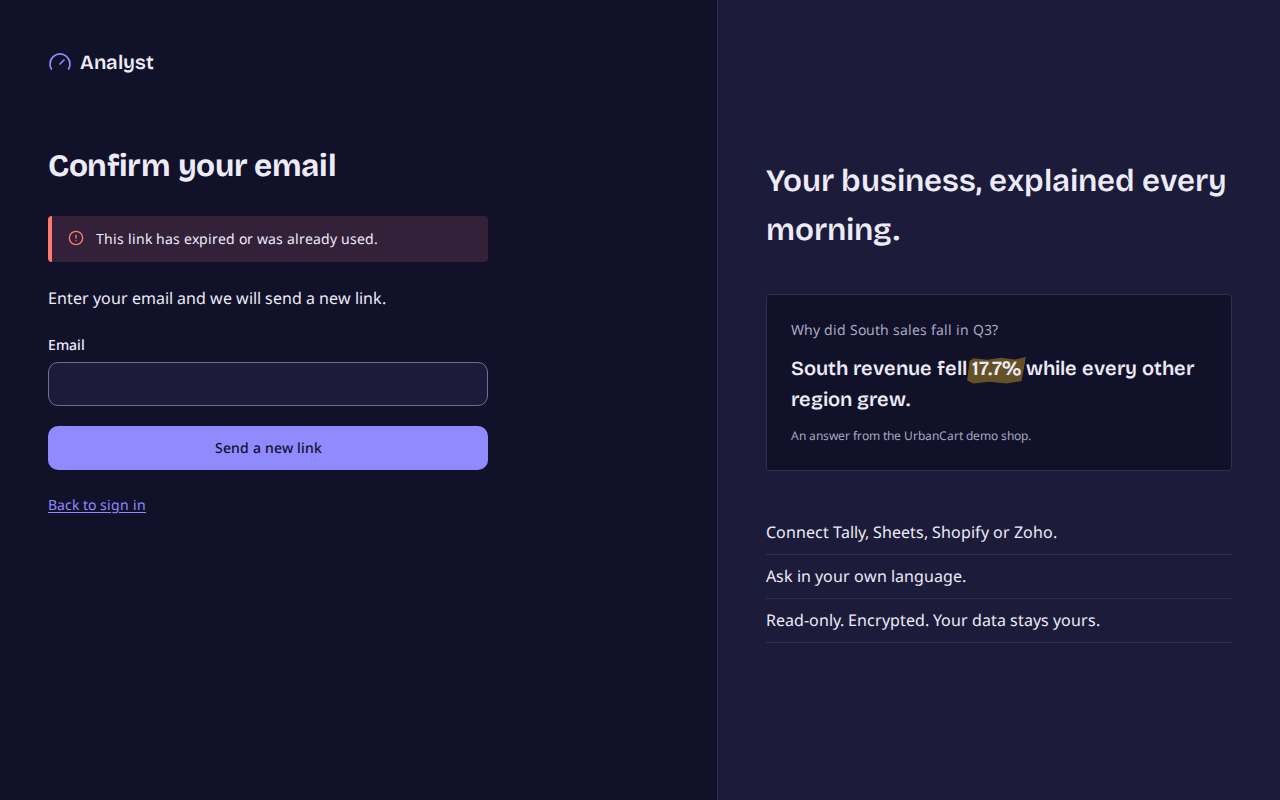 Analyst
Confirm your email
This link has expired or was already used.
Enter your email and we will send a new link.
Email
Send a new link
Back to sign in
Your business, explained every
morning.
Why did South sales fall in Q3?
South revenue fell 17.7% while every other
region grew.
An answer from the UrbanCart demo shop.
Connect Tally, Sheets, Shopify or Zoho.
Ask in your own language.
Read-only. Encrypted. Your data stays yours.